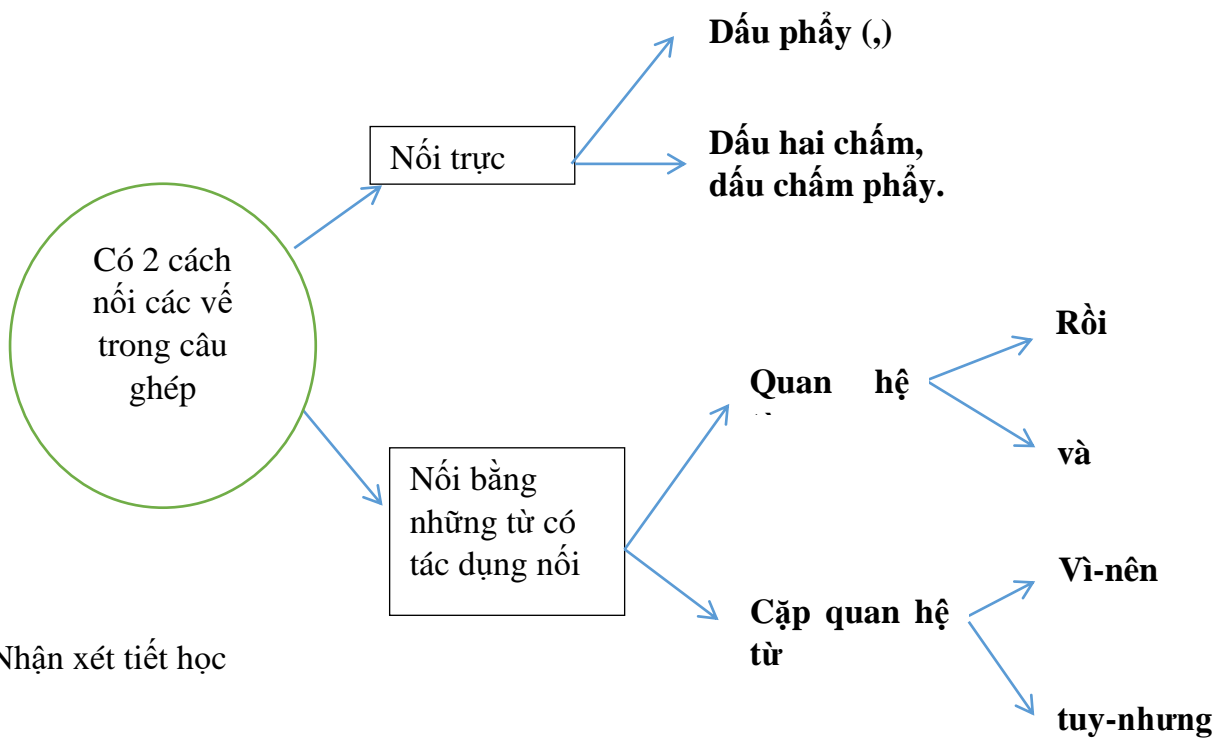 Dấu phẩy (,)
Nối trực
Dấu hai chấm,
dấu chấm phẩy.
Có 2 cách
nối các vế
trong câu
ghép
Rồi
Quan hệ
và
Nối bằng
những từ có
tác dụng nối
Cặp quan hệ
từ
Vì-nên
tuy-nhưng
Nhận xét tiết học